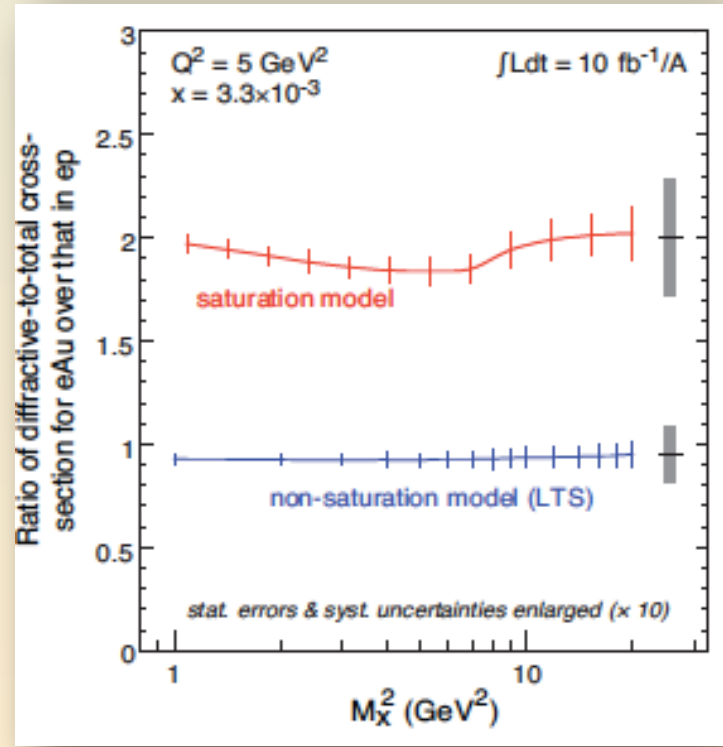 Ratio of diffractive-to-total cross-
section for eAu over that in ep
3
2.5
2
1.5
1
0.5
0
Q² = 5 GeV²
∫Ldt = 10 fb⁻¹/A
x = 3.3×10⁻³
saturation model
non-saturation model (LTS)
stat. errors & syst. uncertainties enlarged (× 10)
1
10
Mₓ² (GeV²)